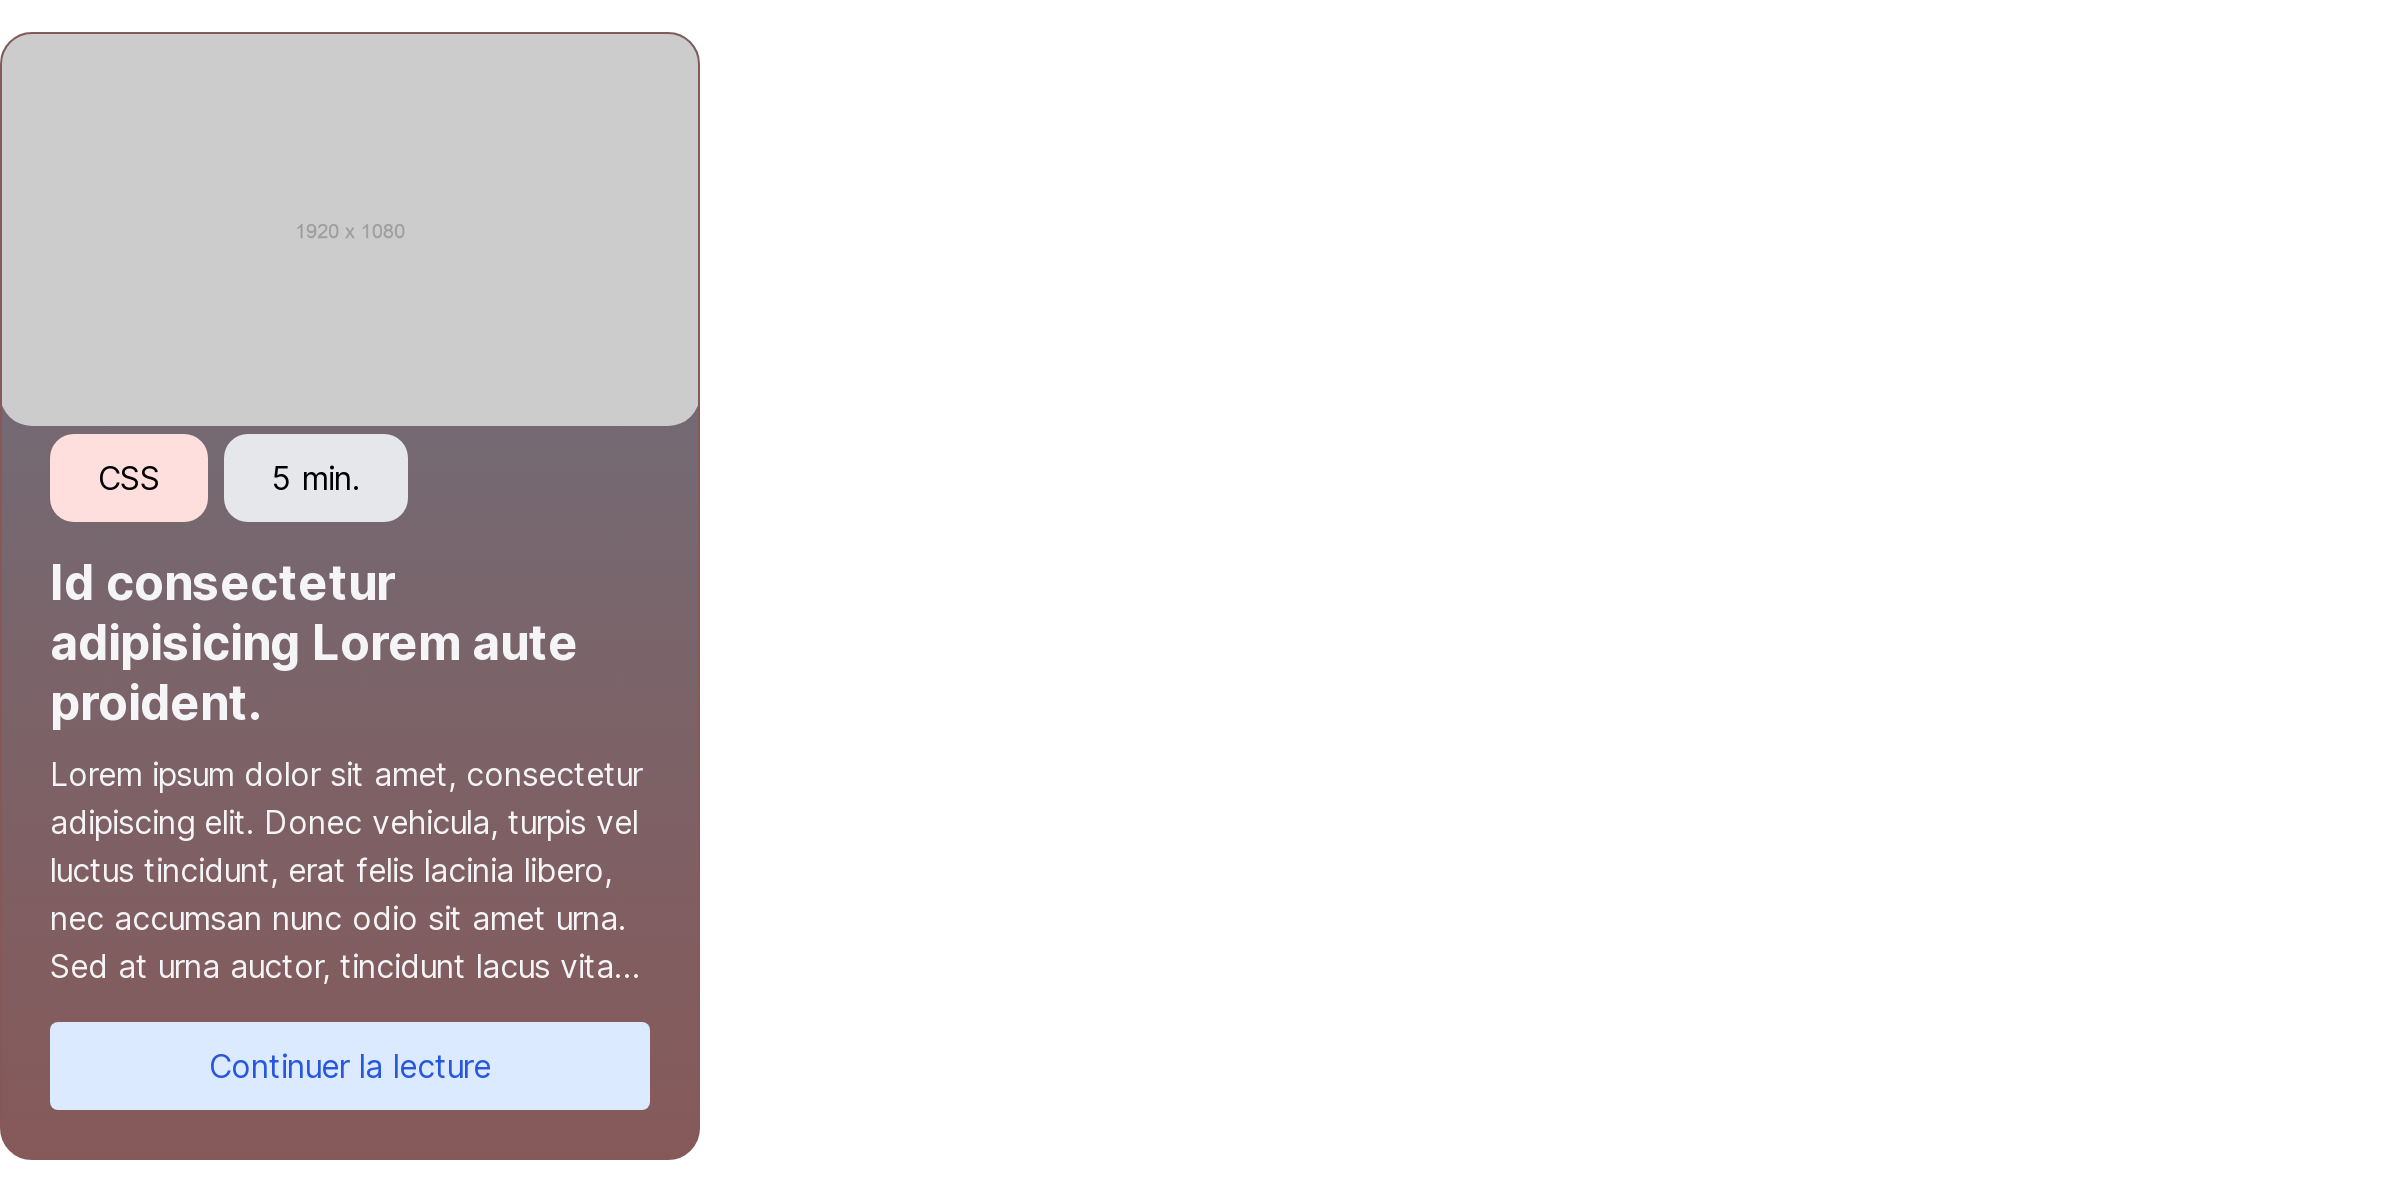 1920 x 1080
CSS
5 min.
Id consectetur
adipisicing Lorem aute
proident.
Lorem ipsum dolor sit amet, consectetur
adipiscing elit. Donec vehicula, turpis vel
luctus tincidunt, erat felis lacinia libero,
nec accumsan nunc odio sit amet urna.
Sed at urna auctor, tincidunt lacus vita...
Continuer la lecture